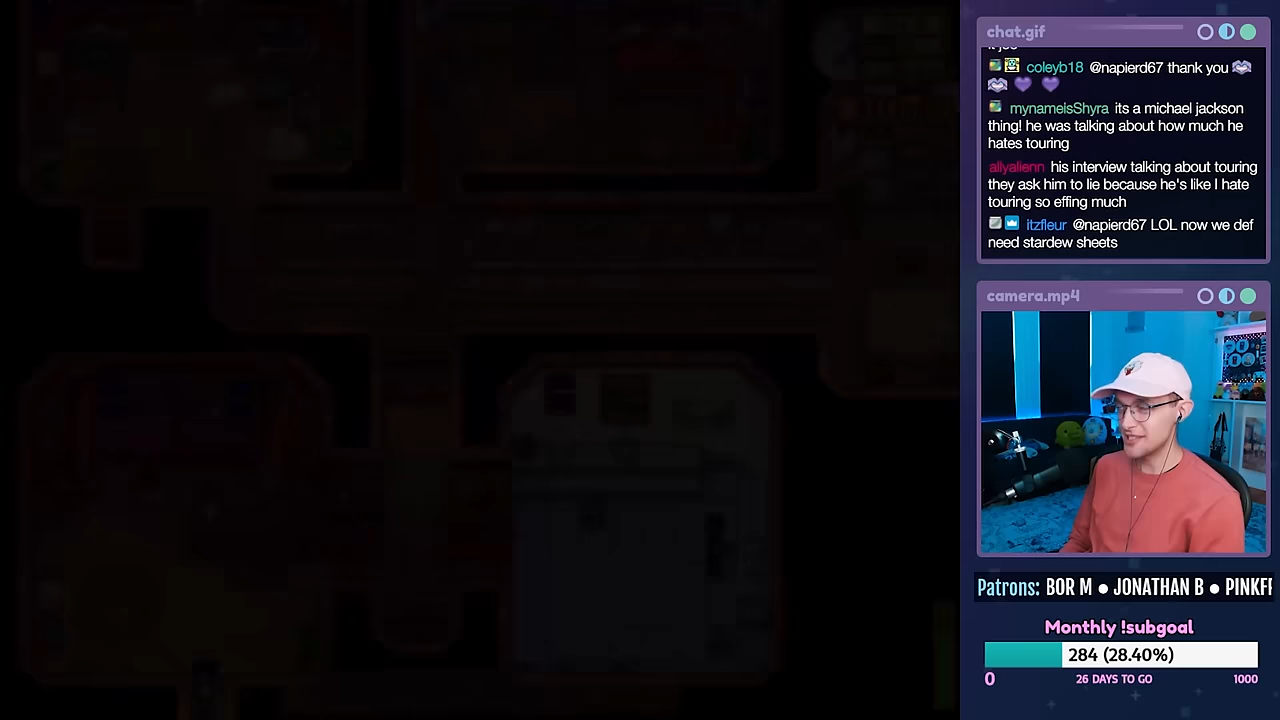 chat.gif
coleyb18 @napierd67 thank you
mynameisShyra its a michael jackson
thing! he was talking about how much he
hates touring
allyalienn his interview talking about touring
they ask him to lie because he's like I hate
touring so effing much
itzfleur @napierd67 LOL now we def
need stardew sheets
camera.mp4
Patrons: BOR M ● JONATHAN B ● PINKF
Monthly !subgoal
284 (28.40%)
0 26 DAYS TO GO 1000